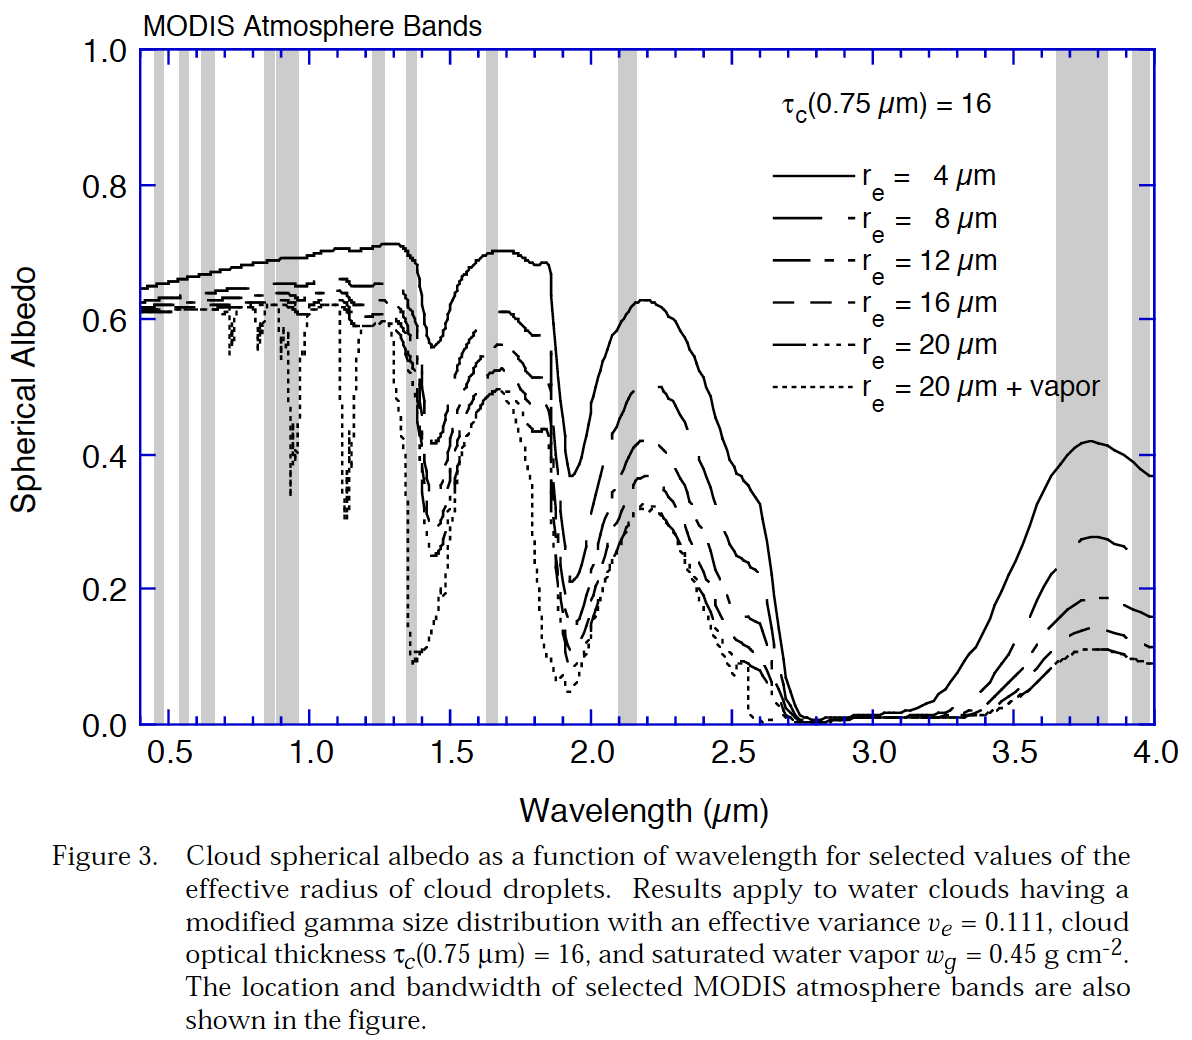 MODIS Atmosphere Bands
1.0
0.8
0.6
0.4
0.2
0.0
Spherical Albedo
τc(0.75 µm) = 16
re = 4 µm
re = 8 µm
re = 12 µm
re = 16 µm
re = 20 µm
re = 20 µm + vapor
0.5 1.0 1.5 2.0 2.5 3.0 3.5 4.0
Wavelength (µm)
Figure 3. Cloud spherical albedo as a function of wavelength for selected values of the
effective radius of cloud droplets. Results apply to water clouds having a
modified gamma size distribution with an effective variance ve = 0.111, cloud
optical thickness τc(0.75 µm) = 16, and saturated water vapor wg = 0.45 g cm-2.
The location and bandwidth of selected MODIS atmosphere bands are also
shown in the figure.